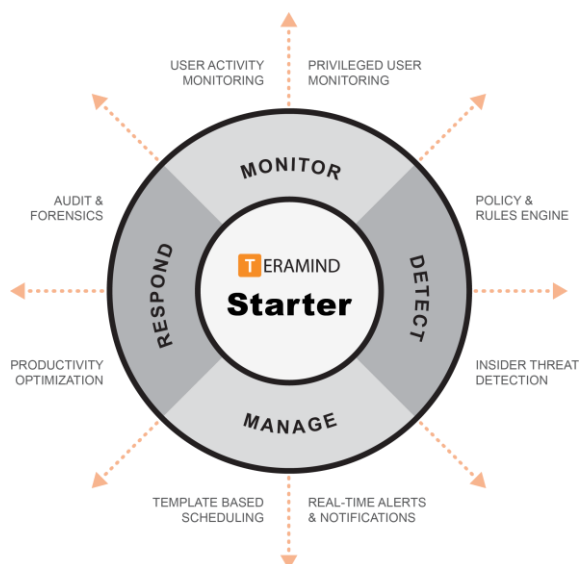 USER ACTIVITY
MONITORING
PRIVILEGED USER
MONITORING
MONITOR
AUDIT &
FORENSICS
POLICY &
RULES ENGINE
RESPOND
TERAMIND
Starter
DETECT
PRODUCTIVITY
OPTIMIZATION
INSIDER THREAT
DETECTION
MANAGE
TEMPLATE BASED
SCHEDULING
REAL-TIME ALERTS
& NOTIFICATIONS